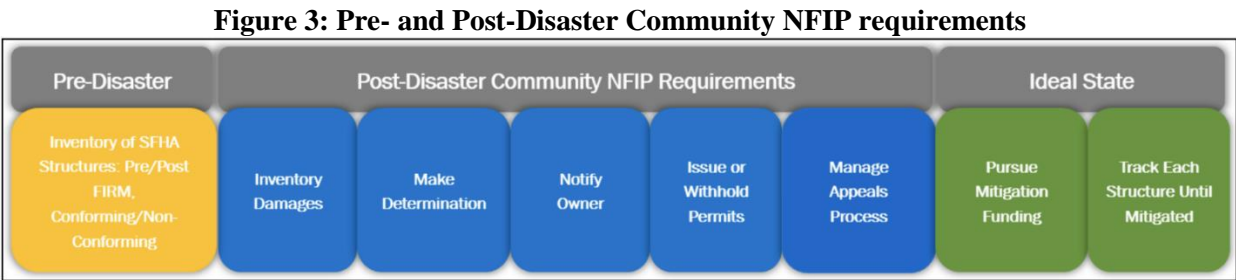 Figure 3: Pre- and Post-Disaster Community NFIP requirements
Pre-Disaster
Post-Disaster Community NFIP Requirements
Ideal State
Inventory of SFHA
Structures: Pre/Post
FIRM,
Conforming/Non-
Conforming
Inventory
Damages
Make
Determination
Notify
Owner
Issue or
Withhold
Permits
Manage
Appeals
Process
Pursue
Mitigation
Funding
Track Each
Structure Until
Mitigated